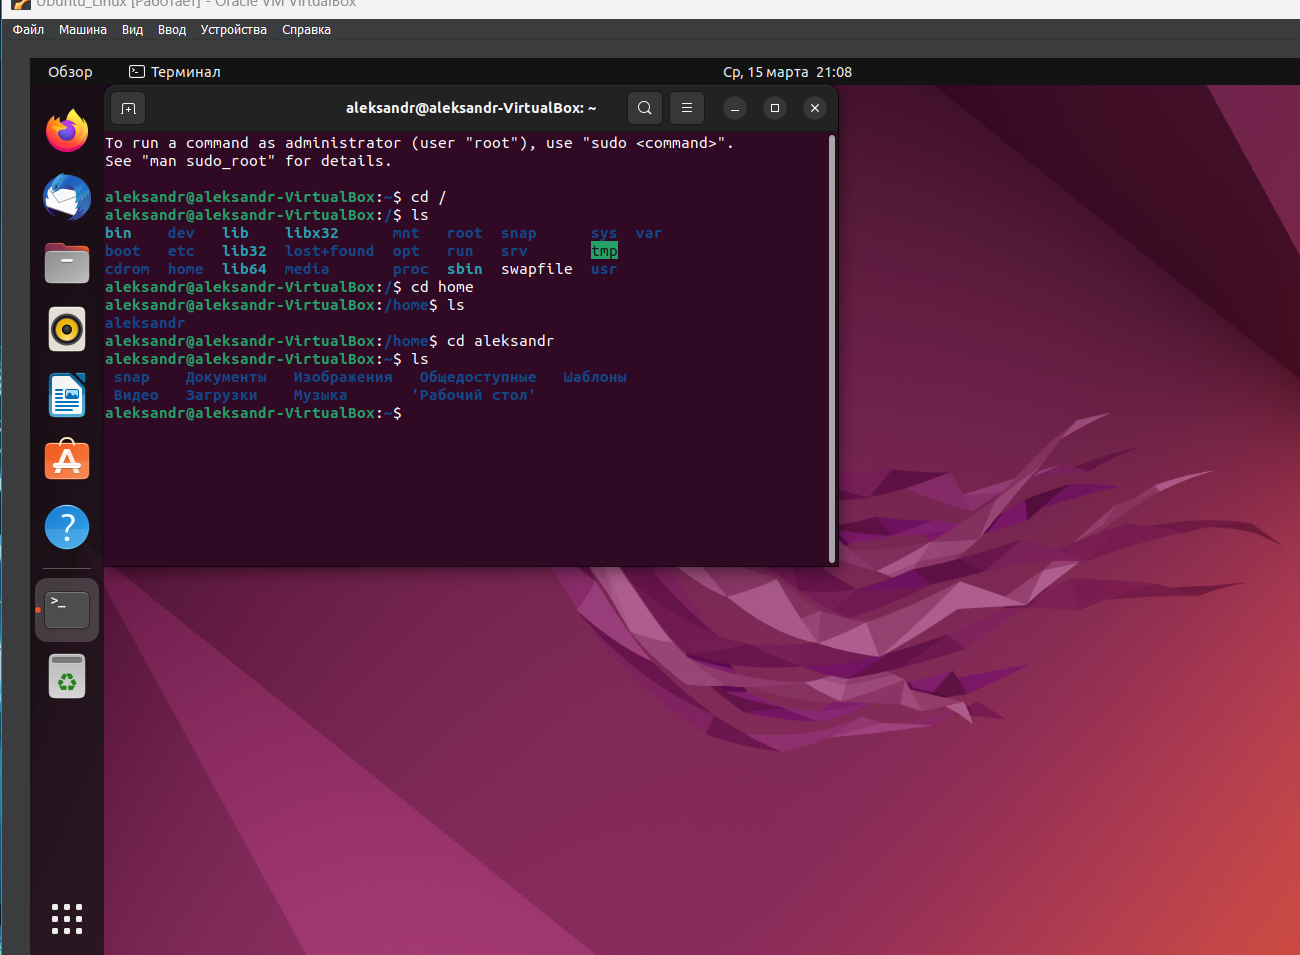 Ubuntu_Linux [Работает] - Oracle VM VirtualBox
Файл Машина Вид Ввод Устройства Справка
Обзор Терминал Ср, 15 марта 21:08
aleksandr@aleksandr-VirtualBox: ~
To run a command as administrator (user "root"), use "sudo <command>".
See "man sudo_root" for details.
aleksandr@aleksandr-VirtualBox:~$ cd /
aleksandr@aleksandr-VirtualBox:/$ ls
bin dev lib libx32 mnt root snap sys var
boot etc lib32 lost+found opt run srv tmp
cdrom home lib64 media proc sbin swapfile usr
aleksandr@aleksandr-VirtualBox:/$ cd home
aleksandr@aleksandr-VirtualBox:/home$ ls
aleksandr
aleksandr@aleksandr-VirtualBox:/home$ cd aleksandr
aleksandr@aleksandr-VirtualBox:~$ ls
snap Документы Изображения Общедоступные Шаблоны
Видео Загрузки Музыка 'Рабочий стол'
aleksandr@aleksandr-VirtualBox:~$